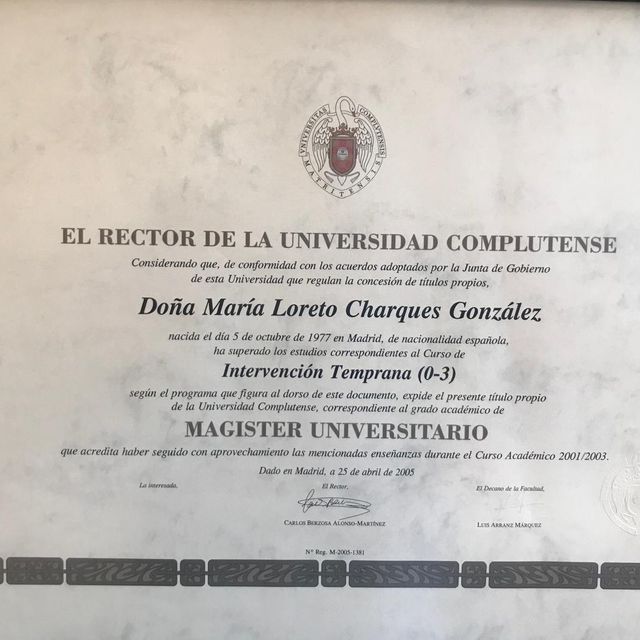 UNIVERSITAS COMPLUTENSIS
MATRITENSIS
EL RECTOR DE LA UNIVERSIDAD COMPLUTENSE
Considerando que, de conformidad con los acuerdos adoptados por la Junta de Gobierno
de esta Universidad que regulan la concesión de títulos propios,
Doña María Loreto Charques González
nacida el día 5 de octubre de 1977 en Madrid, de nacionalidad española,
ha superado los estudios correspondientes al Curso de
Intervención Temprana (0-3)
según el programa que figura al dorso de este documento, expide el presente título propio
de la Universidad Complutense, correspondiente al grado académico de
MAGISTER UNIVERSITARIO
que acredita haber seguido con aprovechamiento las mencionadas enseñanzas durante el Curso Académico 2001/2003.
Dado en Madrid, a 25 de abril de 2005
La interesada, El Rector, El Decano de la Facultad,
CARLOS BERZOSA ALONSO-MARTÍNEZ LUIS ARRANZ MÁRQUEZ
Nº Reg. M-2005-1381